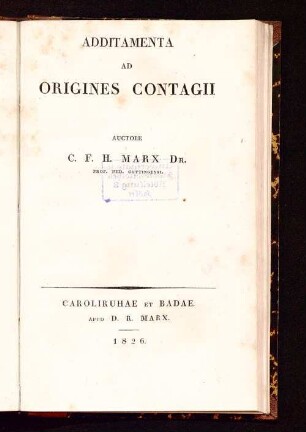 ADDITAMENTA
AD
ORIGINES CONTAGII
AUCTORE
C. F. H. MARX DR.
PROF. MED. GOTTINGENSI.
CAROLIRUHAE ET BADAE.
APUD D. R. MARX.
1826.